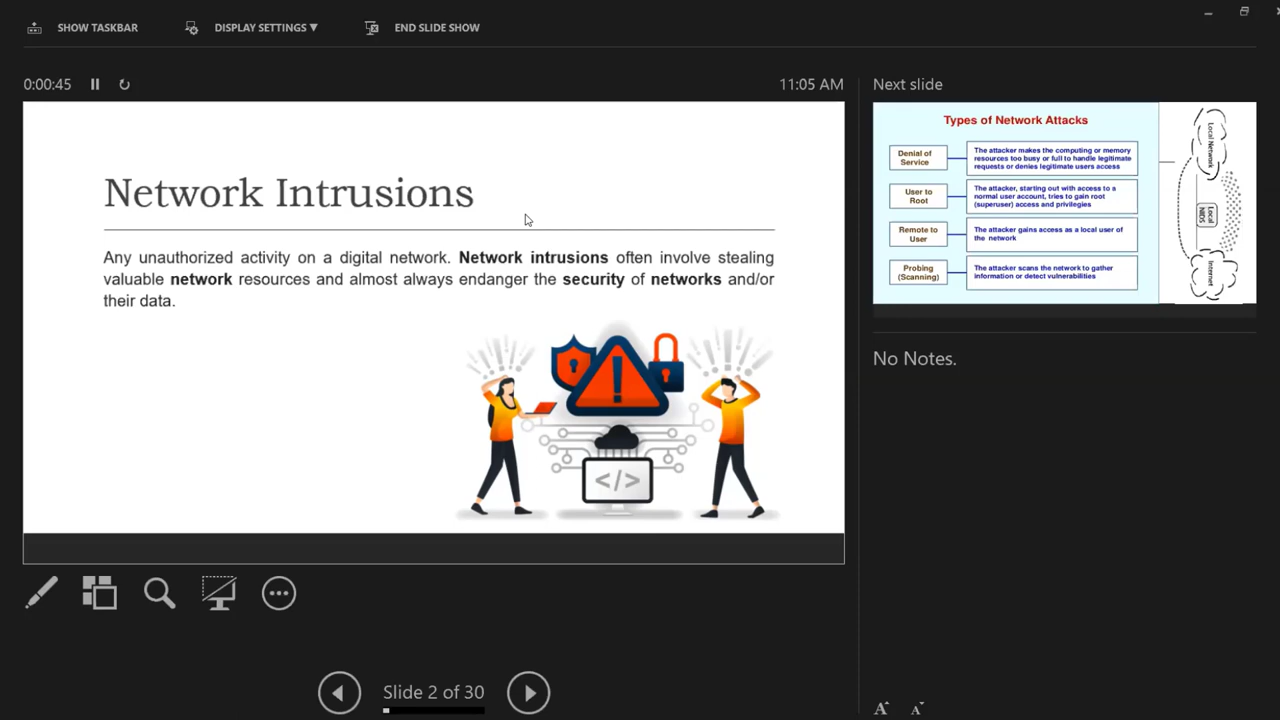 SHOW TASKBAR
DISPLAY SETTINGS ▼
END SLIDE SHOW
0:00:45
11:05 AM
Network Intrusions
Any unauthorized activity on a digital network. Network intrusions often involve stealing
valuable network resources and almost always endanger the security of networks and/or
their data.
</>
Slide 2 of 30
Next slide
Types of Network Attacks
Denial of
Service
The attacker makes the computing or memory
resources too busy or full to handle legitimate
requests or denies legitimate users access
User to
Root
The attacker, starting out with access to a
normal user account, tries to gain root
(superuser) access and privilegies
Remote to
User
The attacker gains access as a local user of
the network
Probing
(Scanning)
The attacker scans the network to gather
information or detect vulnerabilities
Local Network
Local
NIDS
Internet
No Notes.
A
A